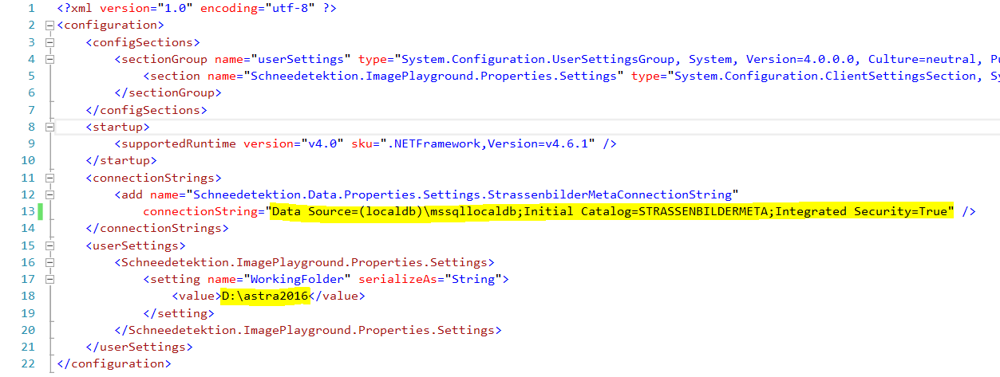 1 <?xml version="1.0" encoding="utf-8" ?>
2 <configuration>
3 <configSections>
4 <sectionGroup name="userSettings" type="System.Configuration.UserSettingsGroup, System, Version=4.0.0.0, Culture=neutral,
5 <section name="Schneedetektion.ImagePlayground.Properties.Settings" type="System.Configuration.ClientSettingsSection,
6 </sectionGroup>
7 </configSections>
8 <startup>
9 <supportedRuntime version="v4.0" sku=".NETFramework,Version=v4.6.1" />
10 </startup>
11 <connectionStrings>
12 <add name="Schneedetektion.Data.Properties.Settings.StrassenbilderMetaConnectionString"
13 connectionString="Data Source=(localdb)\mssqllocaldb;Initial Catalog=STRASSENBILDERMETA;Integrated Security=True" />
14 </connectionStrings>
15 <userSettings>
16 <Schneedetektion.ImagePlayground.Properties.Settings>
17 <setting name="WorkingFolder" serializeAs="String">
18 <value>D:\astra2016</value>
19 </setting>
20 </Schneedetektion.ImagePlayground.Properties.Settings>
21 </userSettings>
22 </configuration>